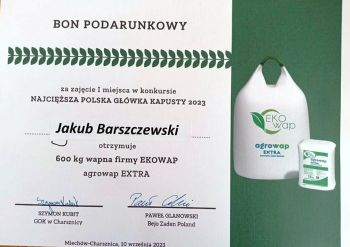 BON PODARUNKOWY
za zajęcie I miejsca w konkursie
NAJCIĘŻSZA POLSKA GŁÓWKA KAPUSTY 2023
Jakub Barszczewski
otrzymuje
600 kg wapna firmy EKOWAP
agrowap EXTRA
SZYMON KUBIT
GOK w Charsznicy
PAWEŁ GLANOWSKI
Bejo Zaden Poland
Miechów-Charsznica, 10 września 2023
EKO
wap
agrowap
EXTRA